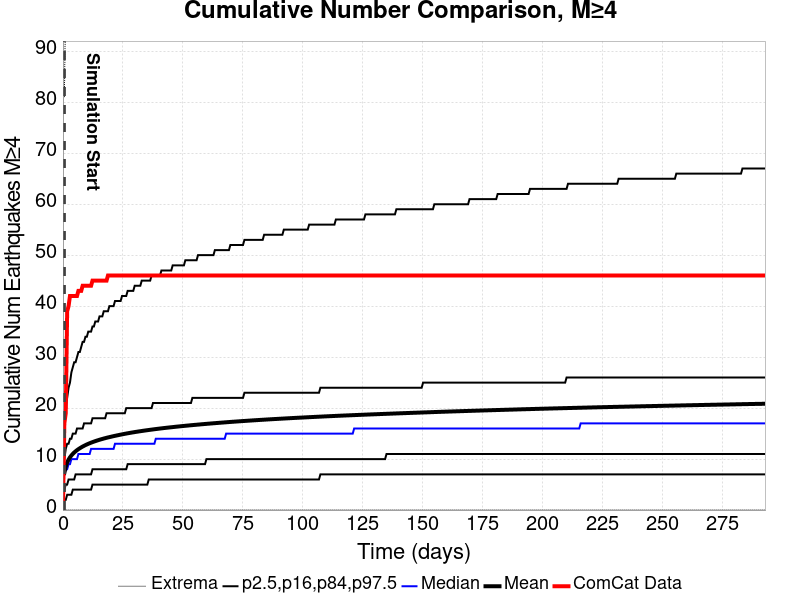 Cumulative Number Comparison, M≥4
Cumulative Num Earthquakes M≥4
90
80
70
60
50
40
30
20
10
0
Simulation Start
0 25 50 75 100 125 150 175 200 225 250 275
Time (days)
Extrema p2.5,p16,p84,p97.5 Median Mean ComCat Data